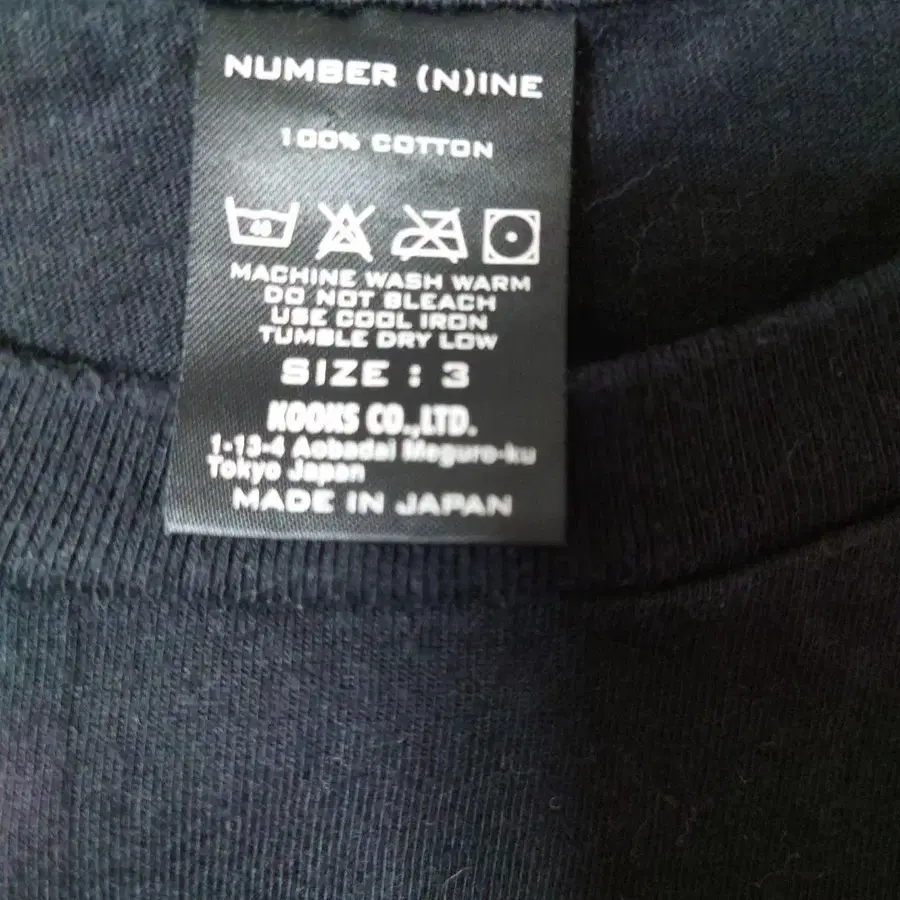 NUMBER (N)INE
100% COTTON
40
MACHINE WASH WARM
DO NOT BLEACH
USE COOL IRON
TUMBLE DRY LOW
SIZE : 3
KOOKS CO.,LTD.
1-13-4 Aobadai Meguro-ku
Tokyo Japan
MADE IN JAPAN